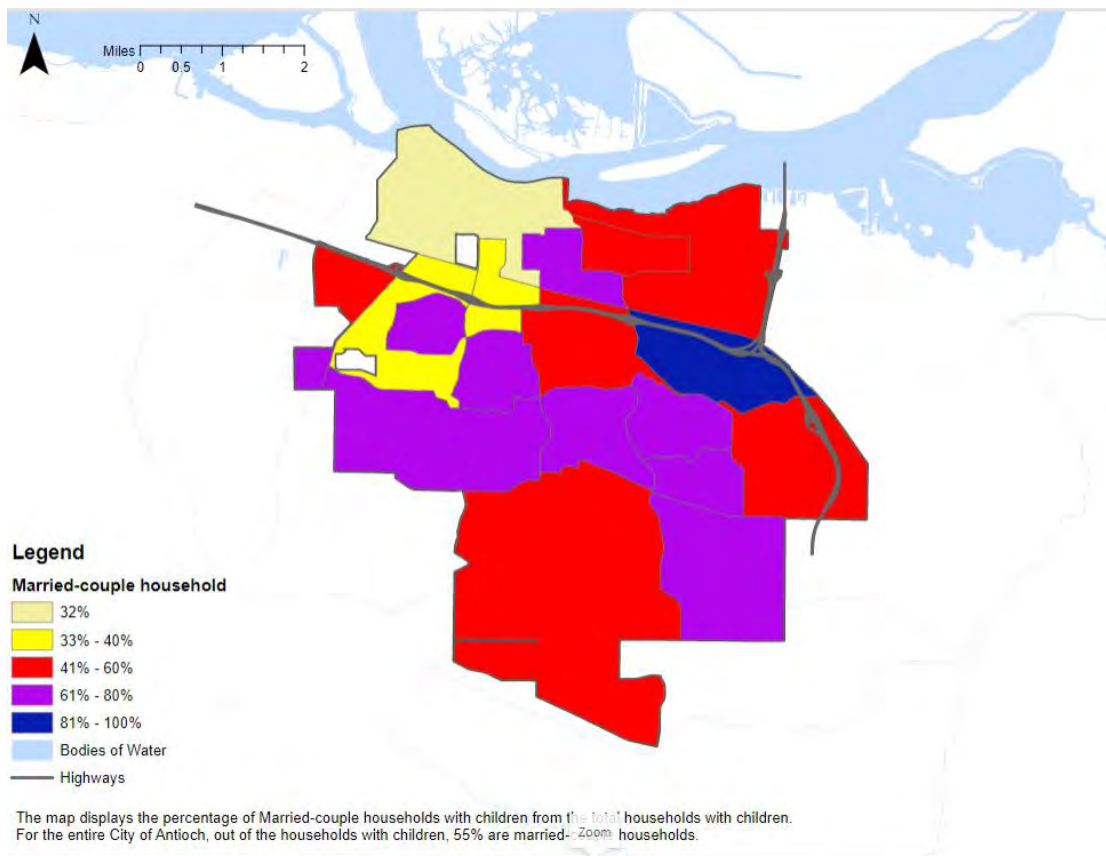 N
Miles
0 0.5 1 2
Legend
Married-couple household
32%
33% - 40%
41% - 60%
61% - 80%
81% - 100%
Bodies of Water
Highways
The map displays the percentage of Married-couple households with children from the total households with children.
For the entire City of Antioch, out of the households with children, 55% are married-couple households.
Zoom